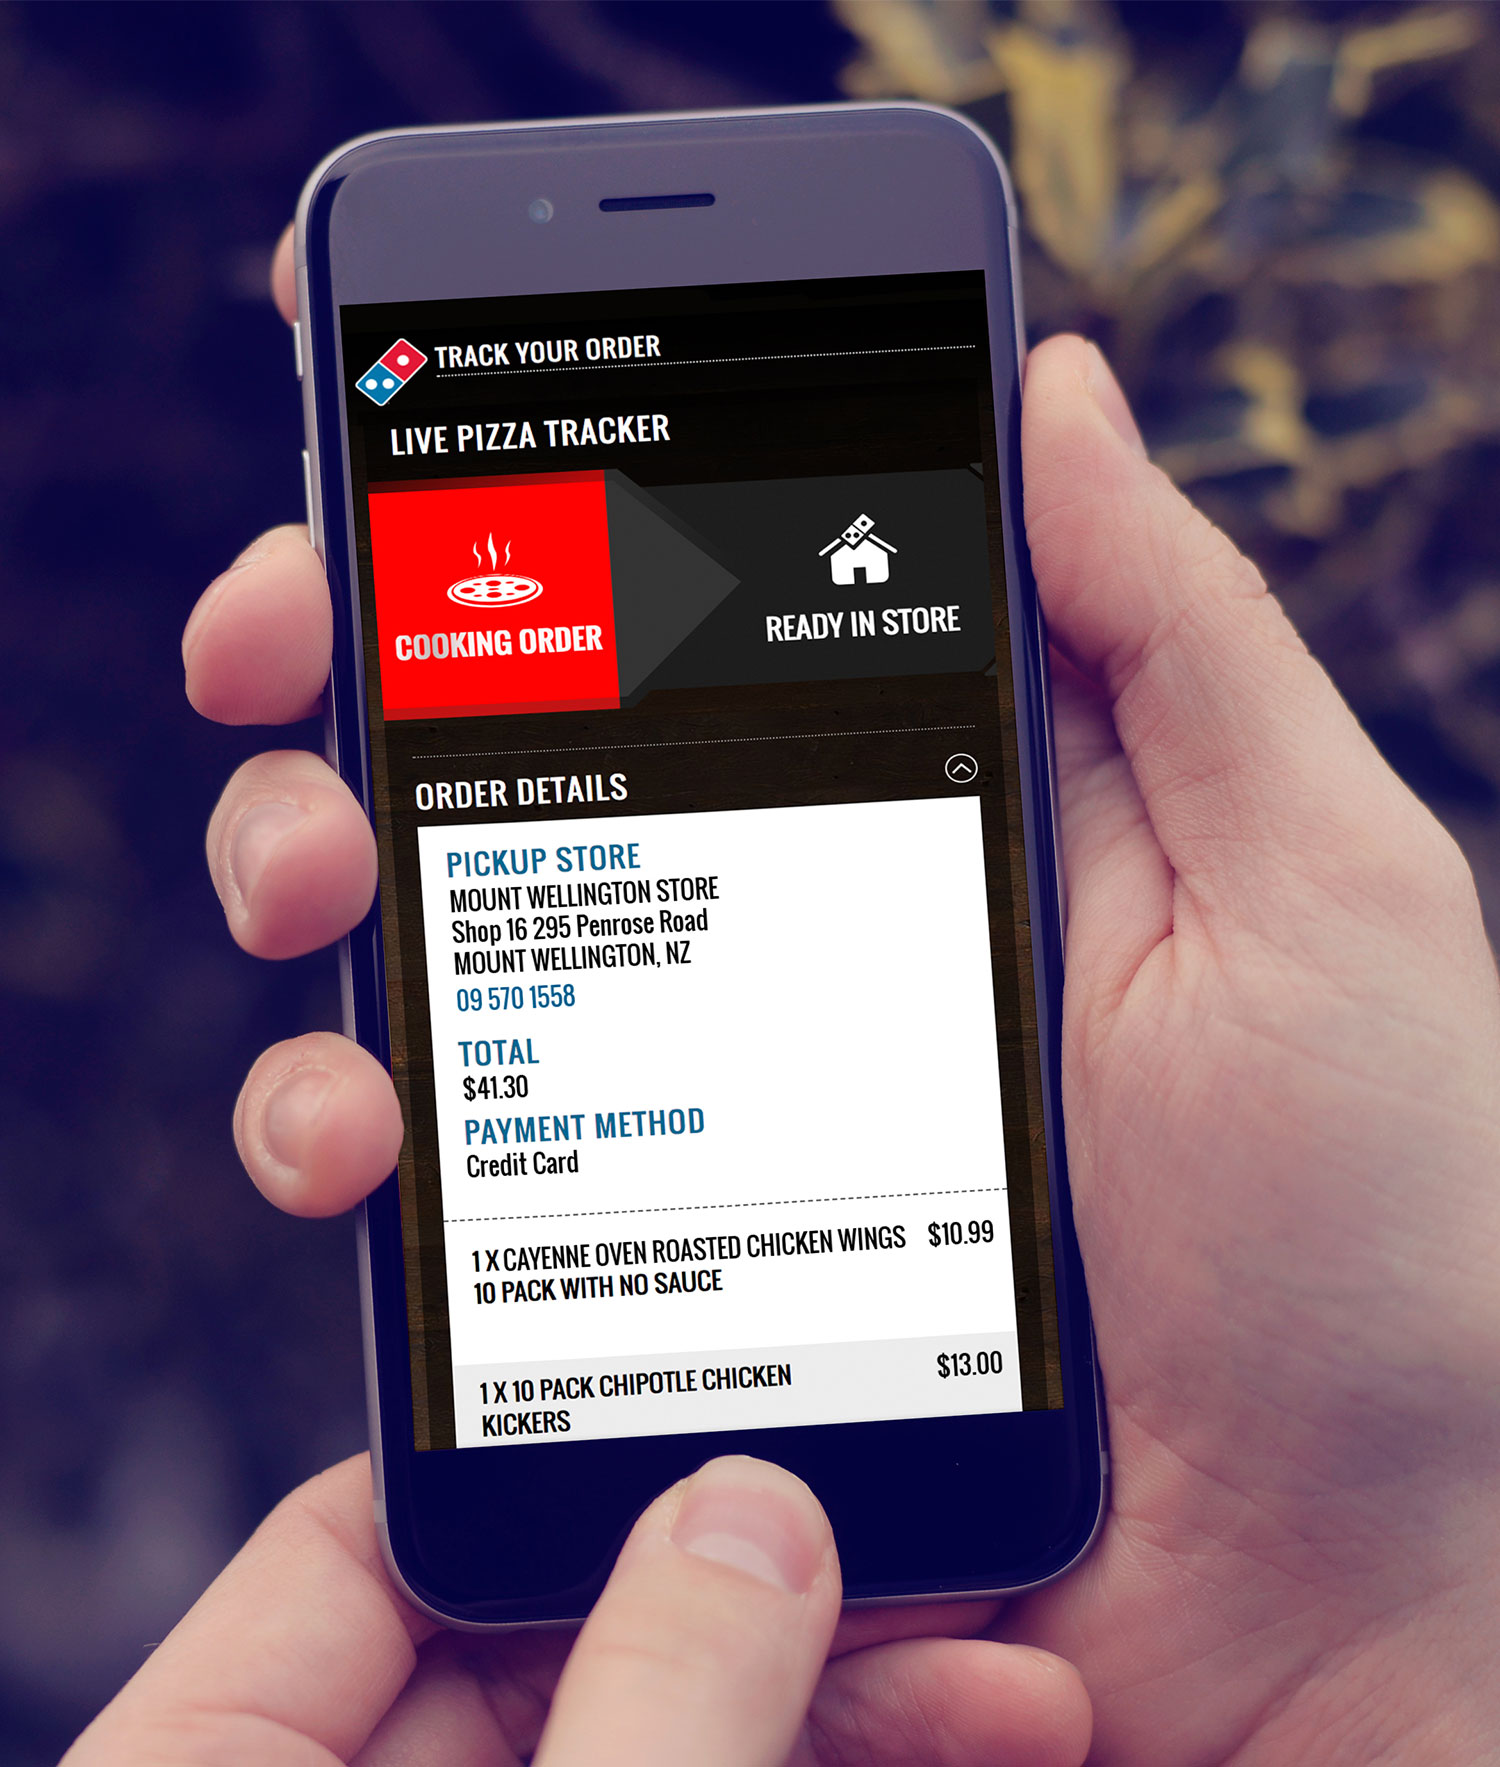 TRACK YOUR ORDER
LIVE PIZZA TRACKER
COOKING ORDER
READY IN STORE
ORDER DETAILS
PICKUP STORE
MOUNT WELLINGTON STORE
Shop 16 295 Penrose Road
MOUNT WELLINGTON, NZ
09 570 1558
TOTAL
$41.30
PAYMENT METHOD
Credit Card
1 X CAYENNE OVEN ROASTED CHICKEN WINGS $10.99
10 PACK WITH NO SAUCE
1 X 10 PACK CHIPOTLE CHICKEN $13.00
KICKERS